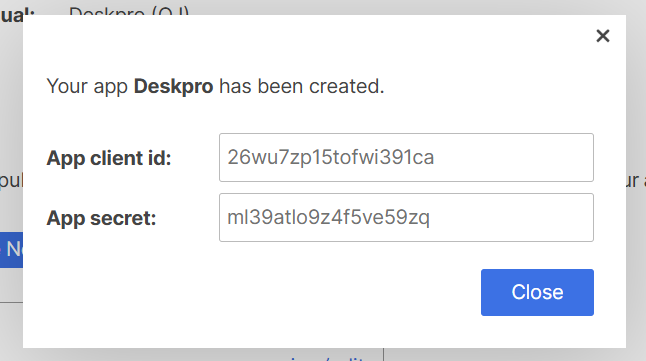 ual: Deskpro (OJ)
Your app Deskpro has been created.
App client id: 26wu7zp15tofwi391ca
pul
ur a
App secret: ml39atlo9z4f5ve59zq
Ne
Close